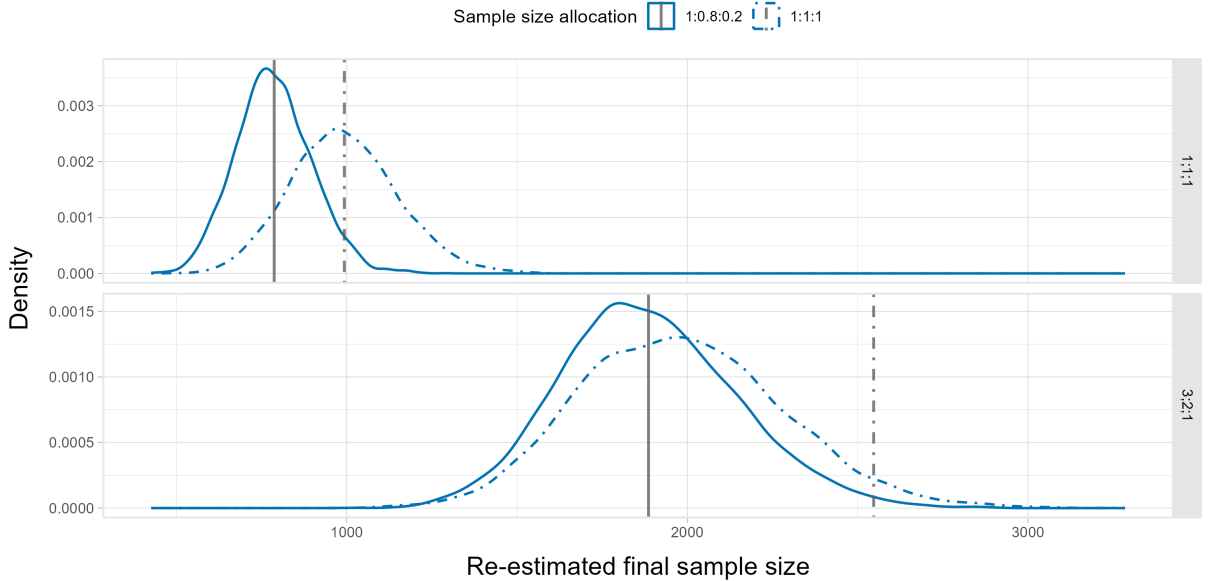 Sample size allocation 1:0.8:0.2 1:1:1
0.003
0.002
0.001
0.000
1;1;1
Density
0.0015
0.0010
0.0005
0.0000
3;2;1
1000 2000 3000
Re-estimated final sample size